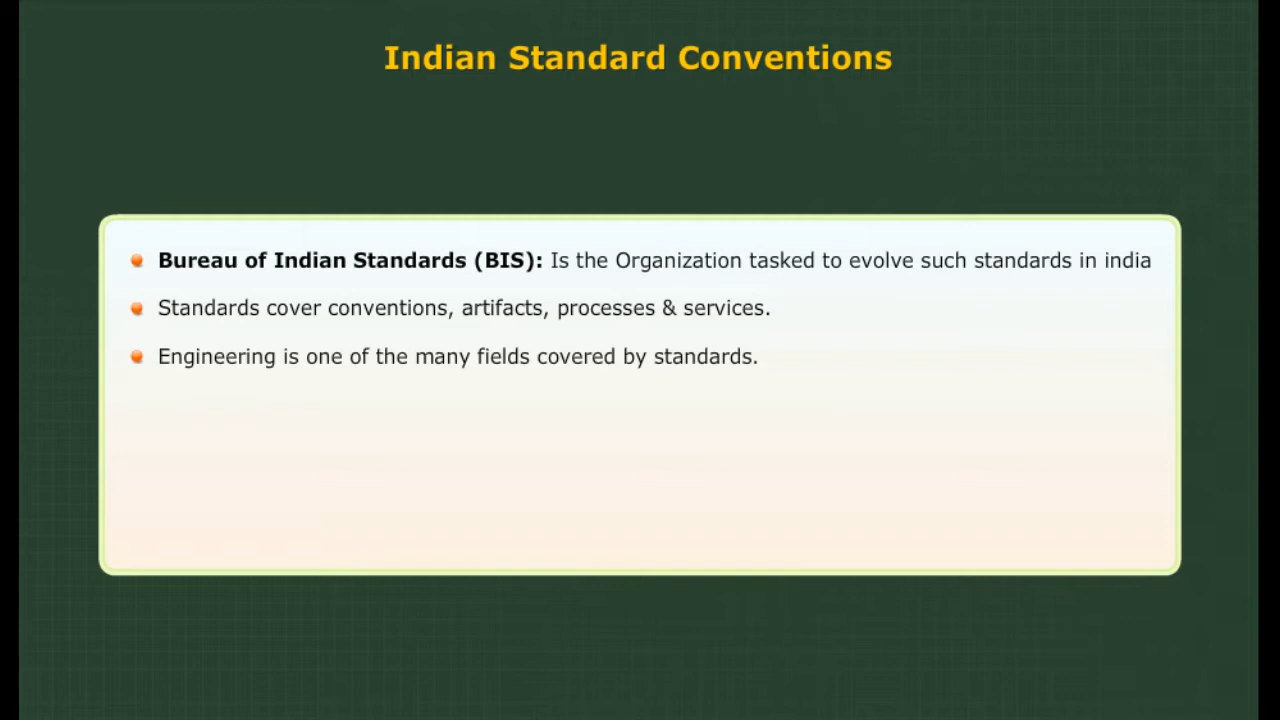 Indian Standard Conventions
Bureau of Indian Standards (BIS): Is the Organization tasked to evolve such standards in india
Standards cover conventions, artifacts, processes & services.
Engineering is one of the many fields covered by standards.